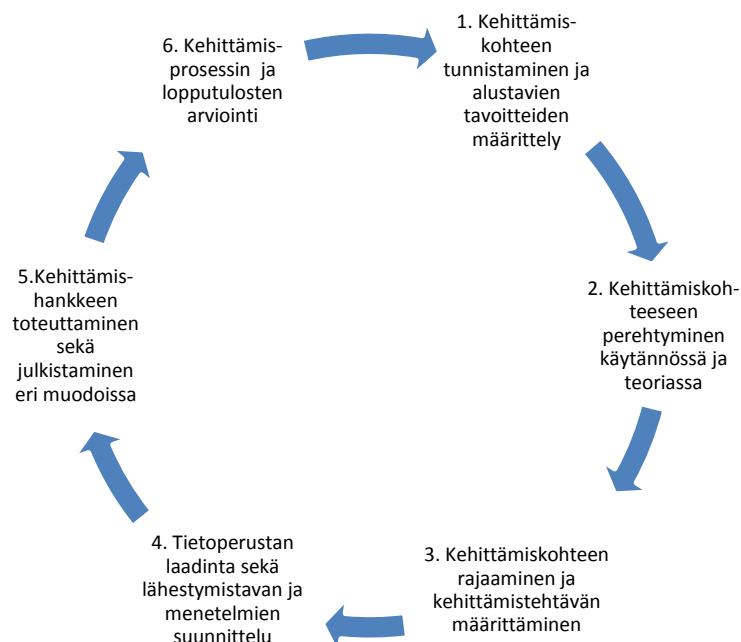 1. Kehittämis-
kohteen
tunnistaminen ja
alustavien
tavoitteiden
määrittely
2. Kehittämiskoh-
teeseen
perehtyminen
käytännössä ja
teoriassa
3. Kehittämiskohteen
rajaaminen ja
kehittämistehtävän
määrittäminen
4. Tietoperustan
laadinta sekä
lähestymistavan ja
menetelmien
suunnittelu
5.Kehittämis-
hankkeen
toteuttaminen
sekä
julkistaminen
eri muodoissa
6. Kehittämis-
prosessin ja
lopputulosten
arviointi